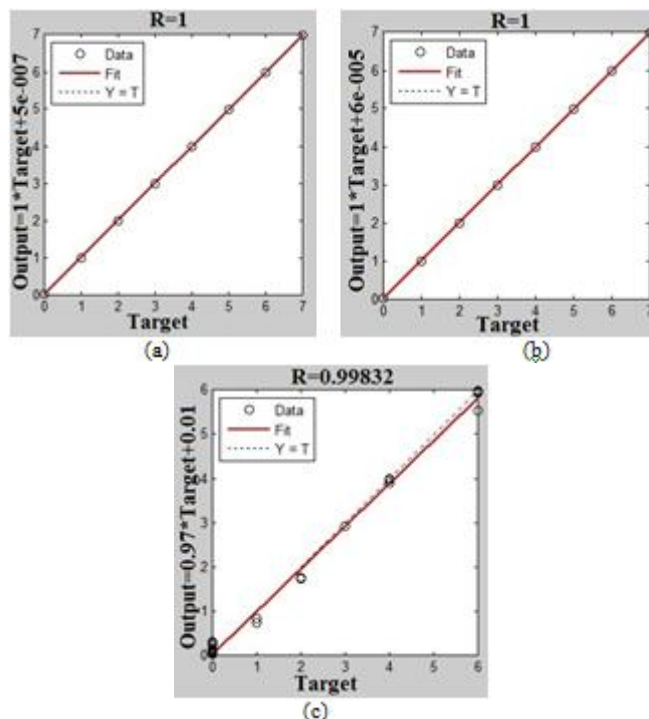 R=1
7
6
5
4
3
2
1
0
Data
Fit
Y = T
Output=1*Target+5e-007
0 1 2 3 4 5 6 7
Target
(a)
R=1
7
6
5
4
3
2
1
0
Data
Fit
Y = T
Output=1*Target+6e-005
0 1 2 3 4 5 6 7
Target
(b)
R=0.99832
6
5
4
3
2
1
0
Data
Fit
Y = T
Output=0.97*Target+0.01
0 1 2 3 4 5 6
Target
(c)